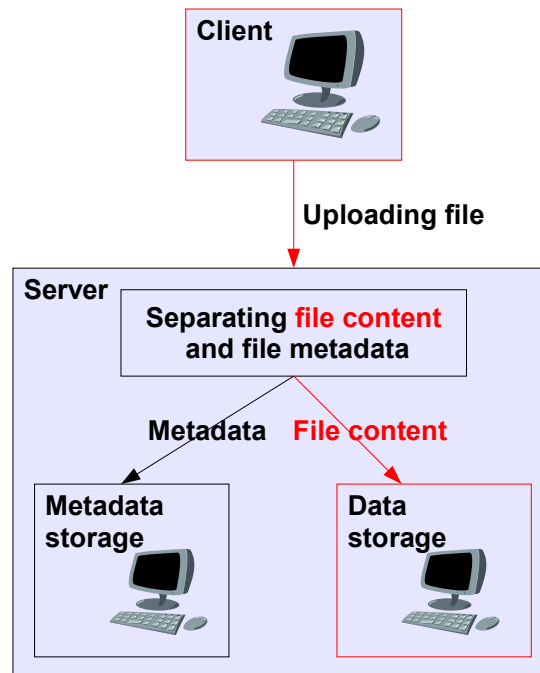 Client
Uploading file
Server
Separating file content
and file metadata
Metadata
File content
Metadata
storage
Data
storage